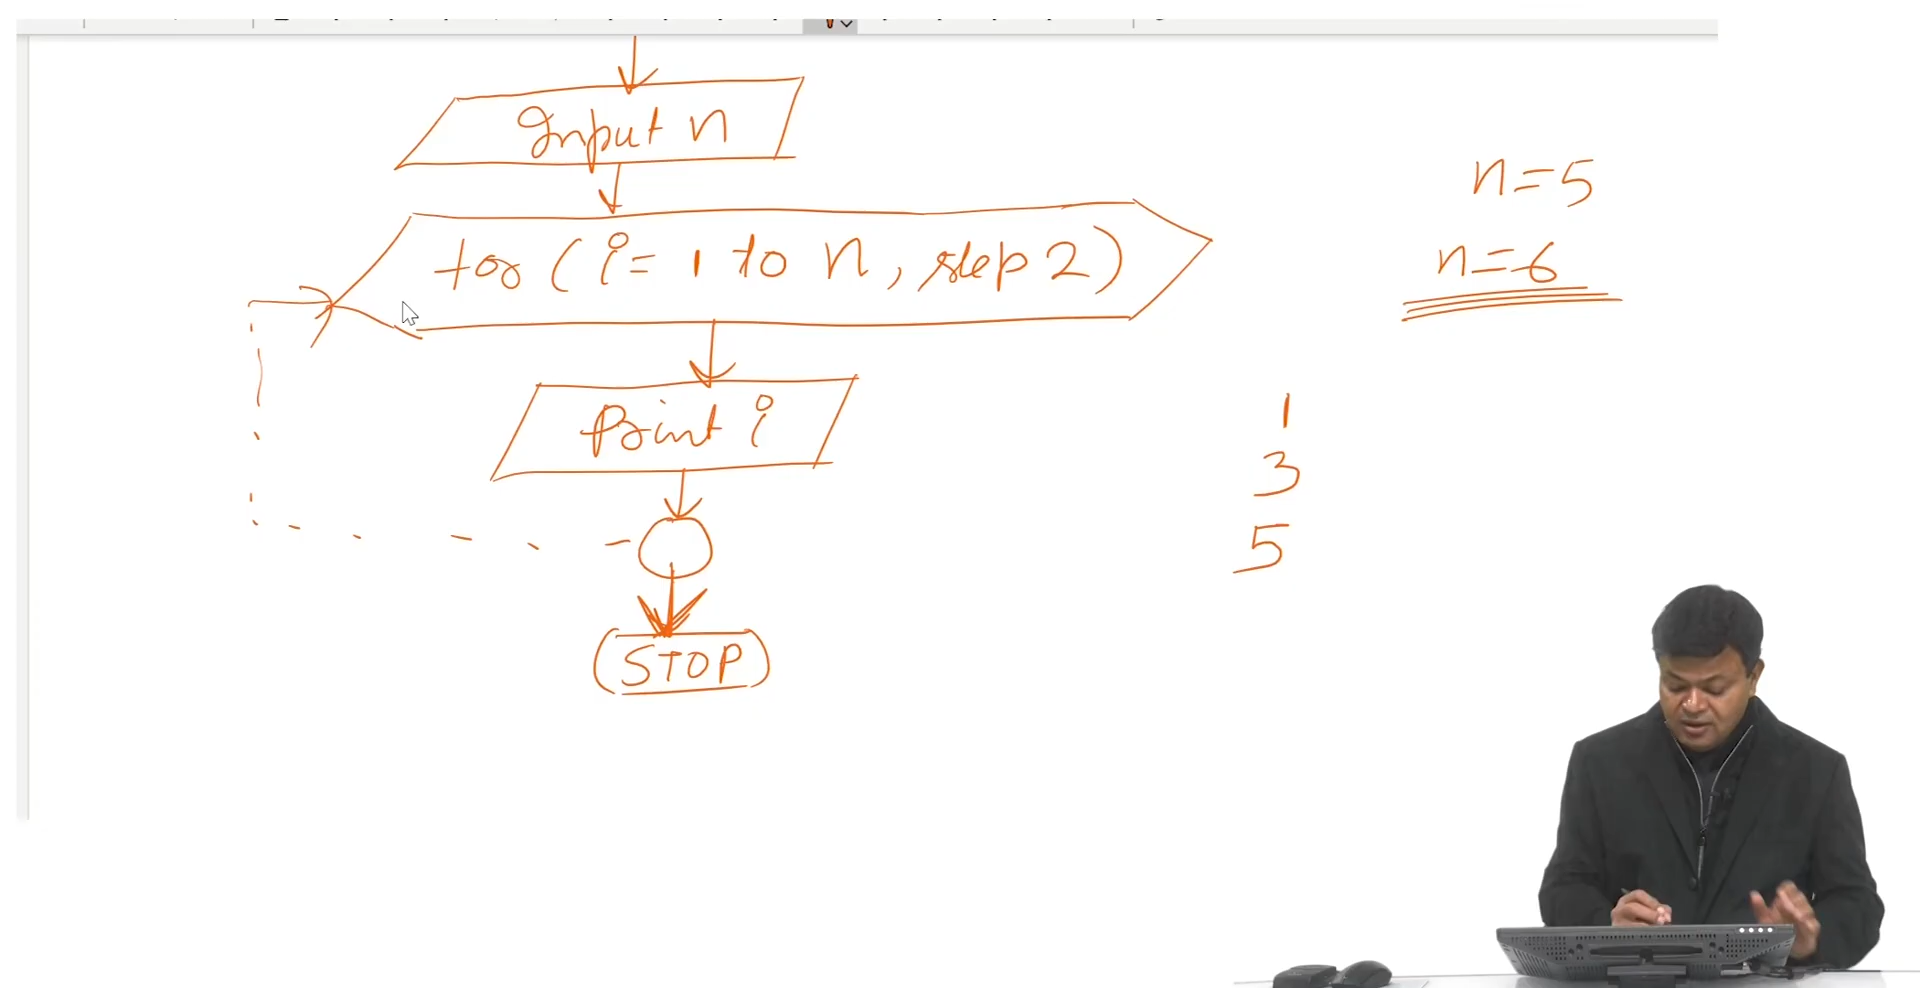 Input n
for (i = 1 to n, step 2)
Print i
STOP
n=5
n=6
1
3
5